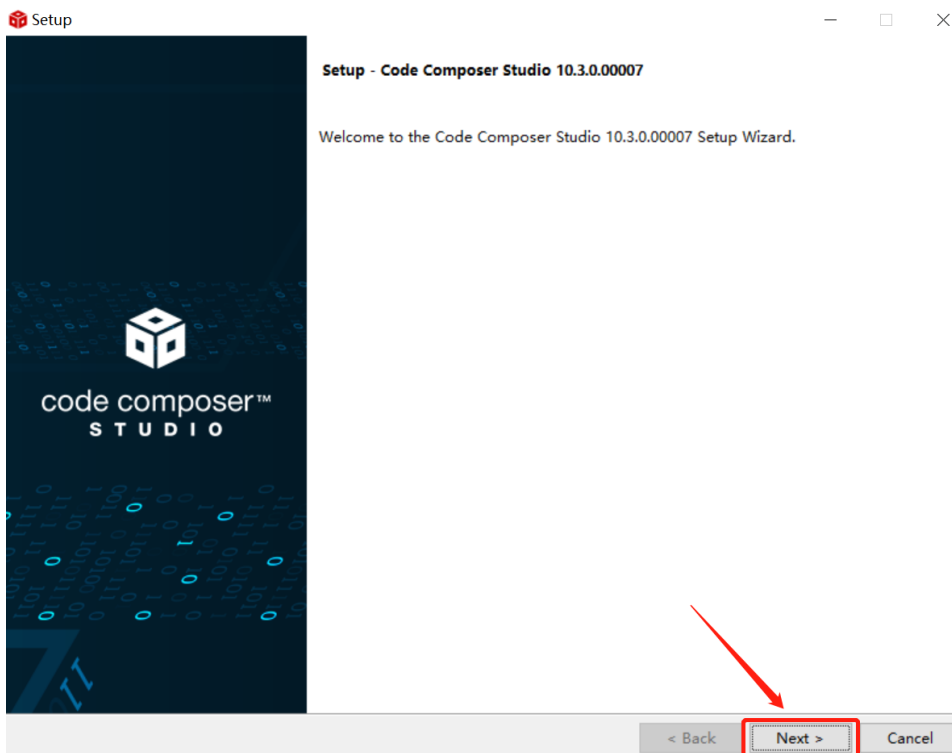 Setup
Setup - Code Composer Studio 10.3.0.00007
Welcome to the Code Composer Studio 10.3.0.00007 Setup Wizard.
code composer™
STUDIO
< Back
Next >
Cancel